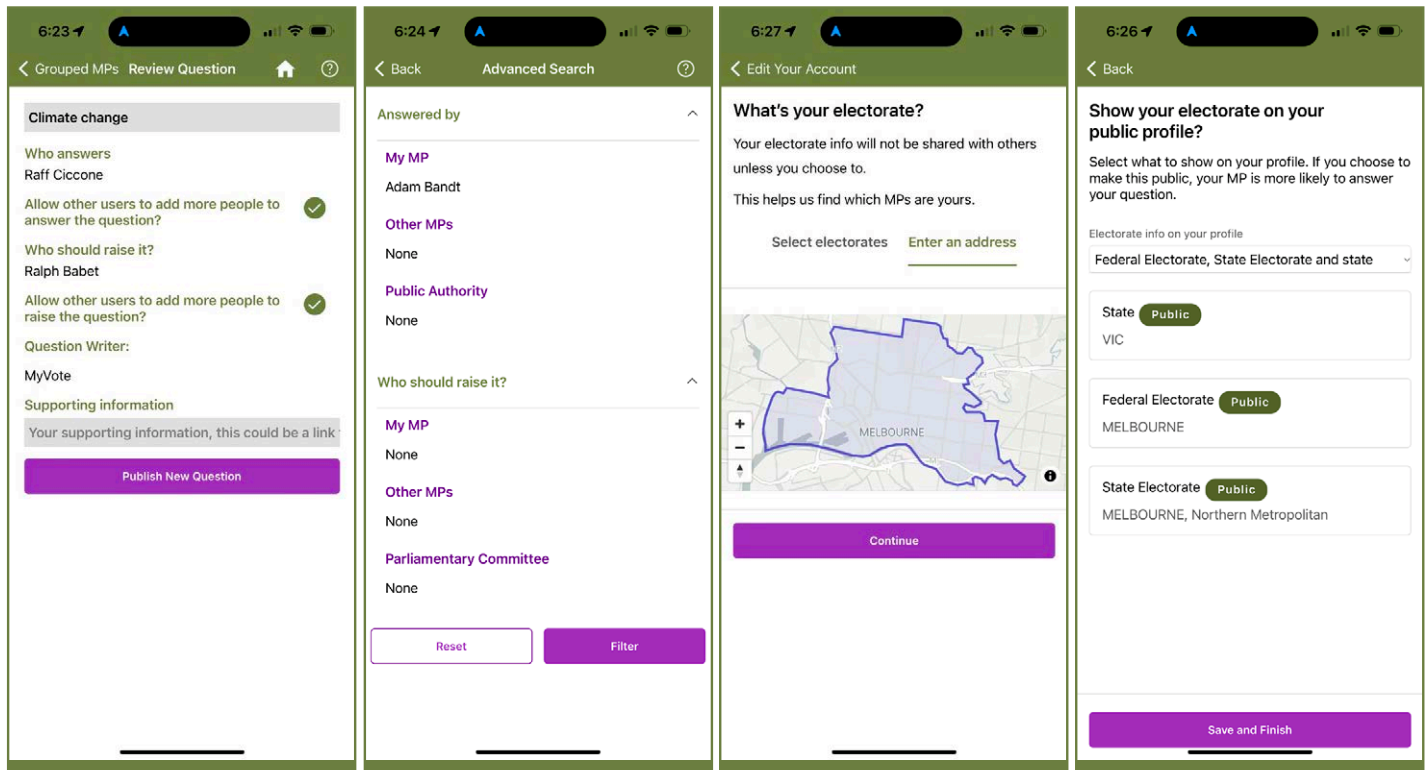 6:23
Grouped MPs Review Question
Climate change
Who answers
Raff Ciccone
Allow other users to add more people to
answer the question?
Who should raise it?
Ralph Babet
Allow other users to add more people to
raise the question?
Question Writer:
MyVote
Supporting information
Your supporting information, this could be a link
Publish New Question
6:24
Back Advanced Search
Answered by
My MP
Adam Bandt
Other MPs
None
Public Authority
None
Who should raise it?
My MP
None
Other MPs
None
Parliamentary Committee
None
Reset Filter
6:27
Edit Your Account
What's your electorate?
Your electorate info will not be shared with others
unless you choose to.
This helps us find which MPs are yours.
Select electorates Enter an address
MELBOURNE
Continue
6:26
Back
Show your electorate on your
public profile?
Select what to show on your profile. If you choose to
make this public, your MP is more likely to answer
your question.
Electorate info on your profile
Federal Electorate, State Electorate and state
State Public
VIC
Federal Electorate Public
MELBOURNE
State Electorate Public
MELBOURNE, Northern Metropolitan
Save and Finish